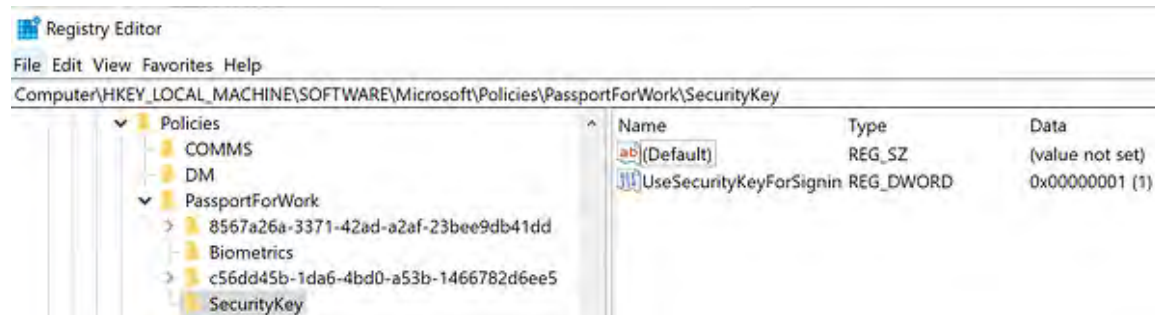 Registry Editor
File Edit View Favorites Help
Computer\HKEY_LOCAL_MACHINE\SOFTWARE\Microsoft\Policies\PassportForWork\SecurityKey
Policies
COMMS
DM
PassportForWork
8567a26a-3371-42ad-a2af-23bee9db41dd
Biometrics
c56dd45b-1da6-4bd0-a53b-1466782d6ee5
SecurityKey
Name Type Data
ab (Default) REG_SZ (value not set)
UseSecurityKeyForSignin REG_DWORD 0x00000001 (1)